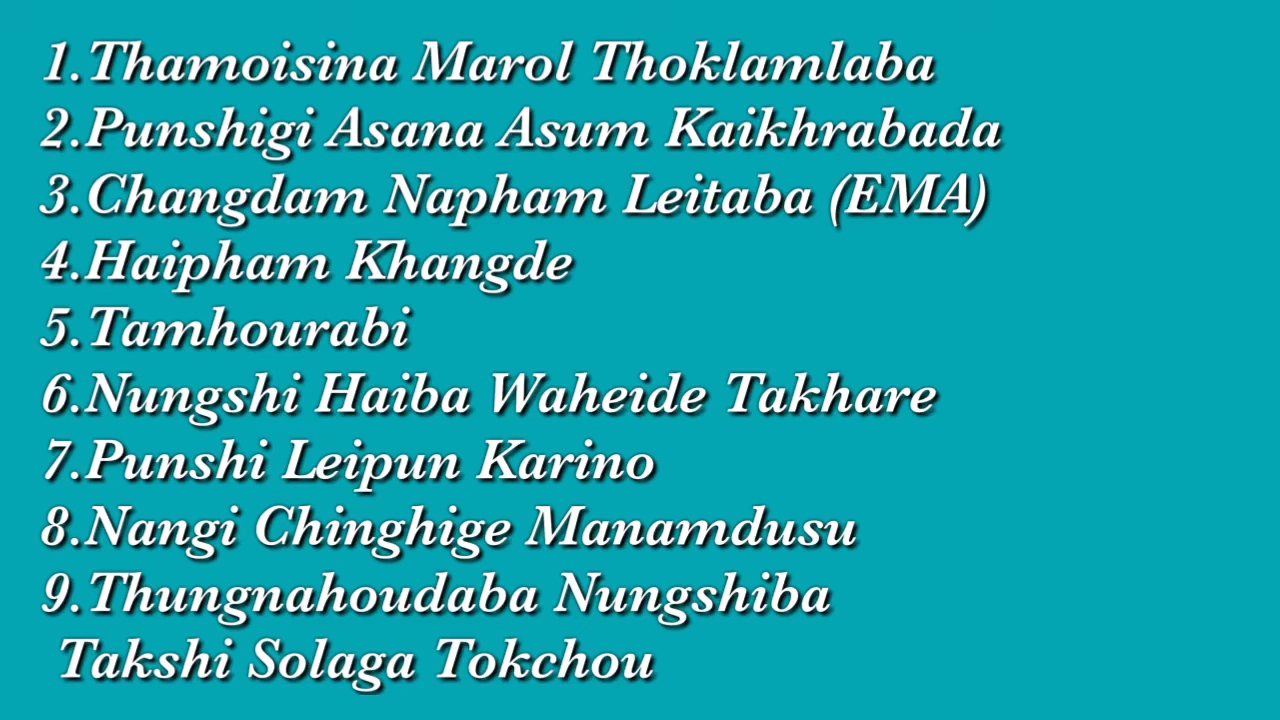 1.Thamoisina Marol Thoklamlaba
2.Punshigi Asana Asum Kaikhrabada
3.Changdam Napham Leitaba (EMA)
4.Haipham Khangde
5.Tamhourabi
6.Nungshi Haiba Waheide Takhare
7.Punshi Leipun Karino
8.Nangi Chinghige Manamdusu
9.Thungnahoudaba Nungshiba
Takshi Solaga Tokchou